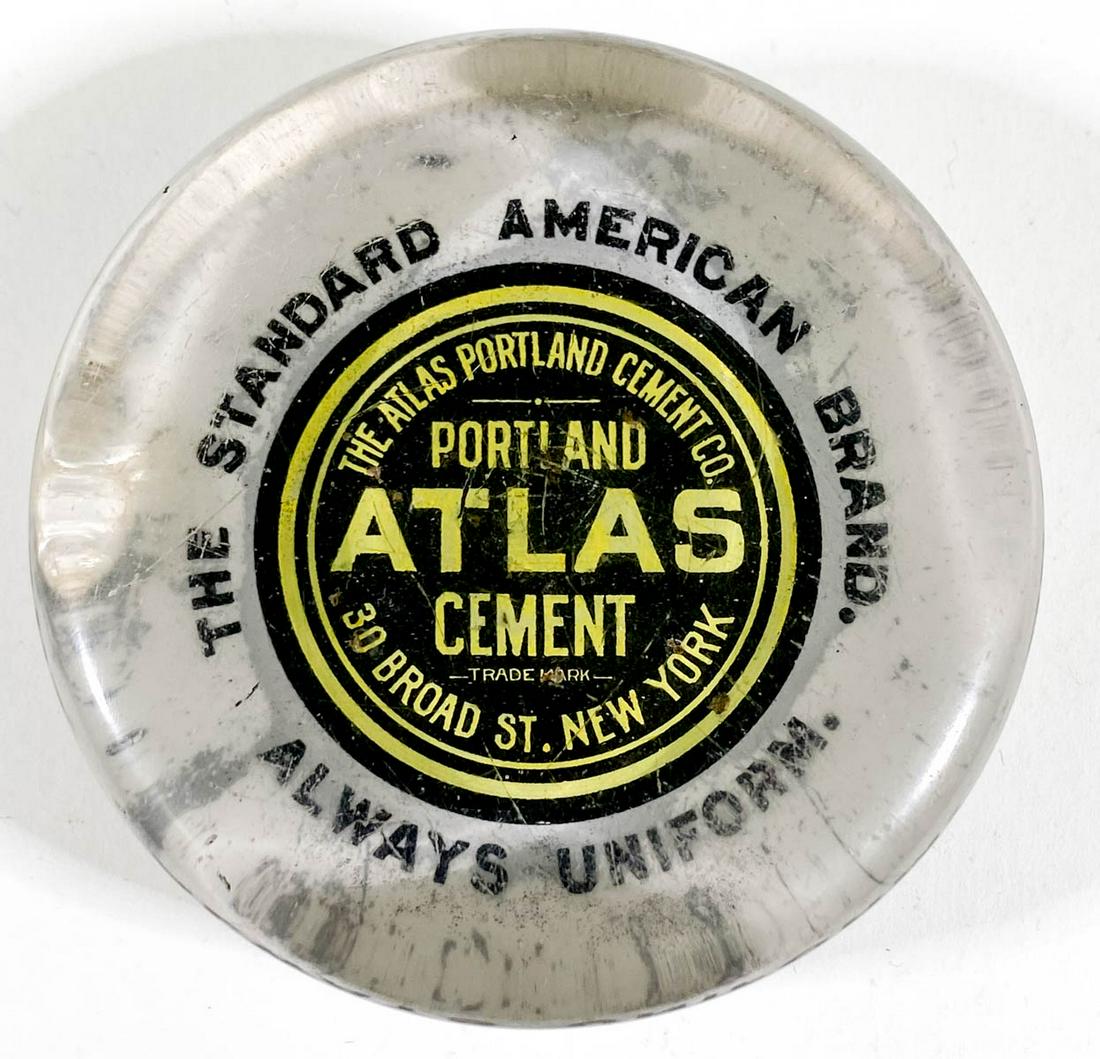 THE STANDARD AMERICAN BRAND.
THE ATLAS PORTLAND CEMENT CO.
PORTLAND
ATLAS
CEMENT
—TRADE MARK—
30 BROAD ST. NEW YORK
ALWAYS UNIFORM.